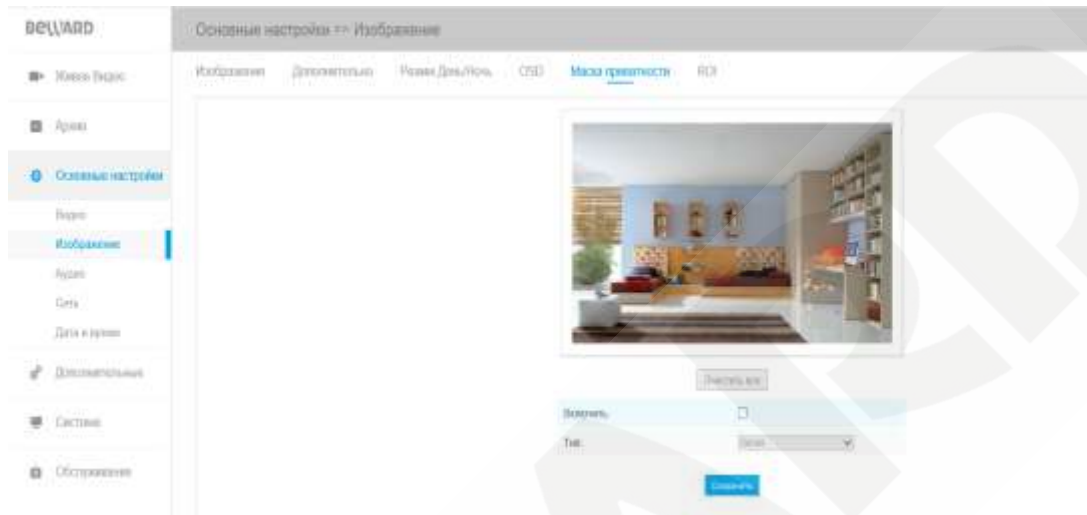 BEWARD
Основные настройки => Изображение
Изображение Дополнительно Режим День/Ночь OSD Маска приватности ROI
Живое Видео
Архив
Основные настройки
Видео
Изображение
Аудио
Сеть
Дата и время
Дополнительные
Система
Обслуживание
Очистить все
Включить:
Тип:
Сохранить